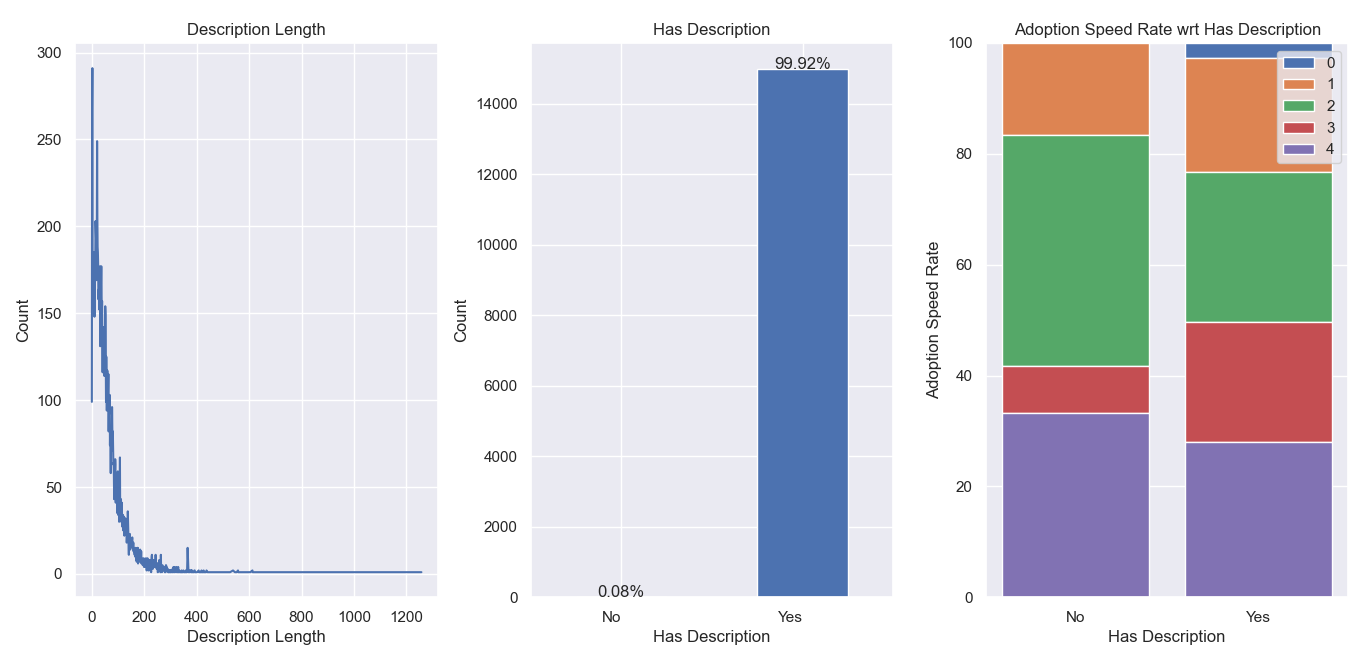 Description Length
300
250
200
150
100
50
0
Count
0 200 400 600 800 1000 1200
Description Length
Has Description
99.92%
14000
12000
10000
8000
6000
4000
2000
0
Count
0.08%
No Yes
Has Description
Adoption Speed Rate wrt Has Description
100
80
60
40
20
0
Adoption Speed Rate
0
1
2
3
4
No Yes
Has Description